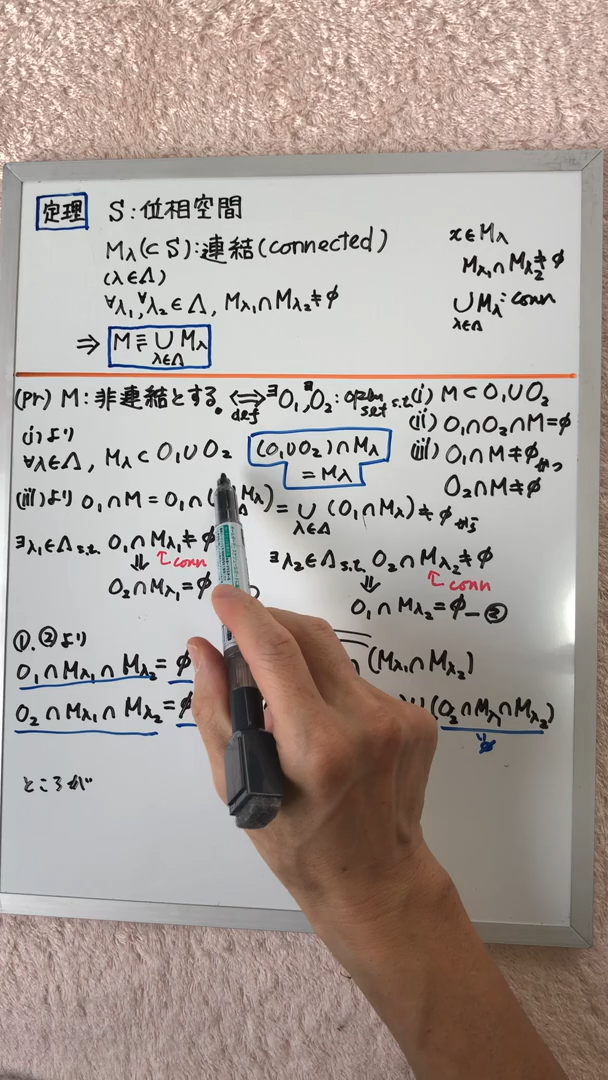 定理 S:位相空間
Mλ(⊂S):連結(connected)
(λ∈Λ)
∀λ₁,∀λ₂∈Λ, Mλ₁∩Mλ₂≠φ
⇒ M≡∪Mλ
λ∈Λ
x∈Mλ
Mλ₁∩Mλ₂≠φ
∪Mλ:conn
λ∈Λ
(Pr) M:非連結とする。⇔ ∃O₁,∃O₂:open set s.t. (i) M⊂O₁∪O₂
def
(ii) O₁∩O₂∩M=φ
(iii) O₁∩M≠φ かつ
O₂∩M≠φ
(i)より
∀λ∈Λ, Mλ⊂O₁∪O₂
(O₁∪O₂)∩Mλ
=Mλ
(iii)より O₁∩M=O₁∩( Mλ)=∪(O₁∩Mλ)≠φ から
λ∈Λ
∃λ₁∈Λ s.t. O₁∩Mλ₁≠φ
↑conn
⇓
O₂∩Mλ₁=φ
∃λ₂∈Λ s.t. O₂∩Mλ₂≠φ
↑conn
⇓
O₁∩Mλ₂=φ―②
①,②より
O₁∩Mλ₁∩Mλ₂=φ
O₂∩Mλ₁∩Mλ₂=φ
∩(Mλ₁∩Mλ₂)
)∪(O₂∩Mλ₁∩Mλ₂)
φ
ところが